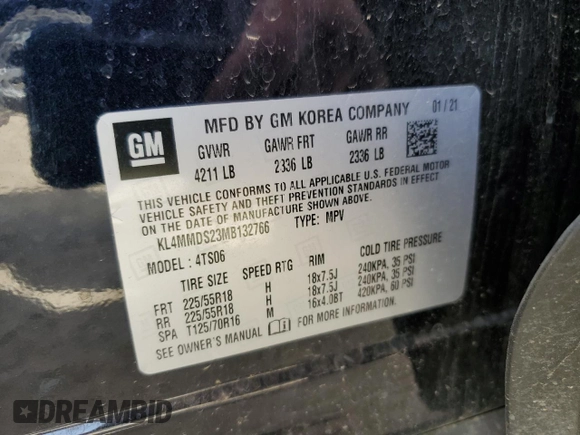 GM
MFD BY GM KOREA COMPANY 01/21
GVWR GAWR FRT GAWR RR
4211 LB 2336 LB 2336 LB
THIS VEHICLE CONFORMS TO ALL APPLICABLE U.S. FEDERAL MOTOR
VEHICLE SAFETY AND THEFT PREVENTION STANDARDS IN EFFECT
ON THE DATE OF MANUFACTURE SHOWN ABOVE.
KL4MMDS23MB132766 TYPE: MPV
MODEL: 4TS06
TIRE SIZE SPEED RTG RIM COLD TIRE PRESSURE
FRT 225/55R18 H 18x7.5J 240KPA, 35 PSI
RR 225/55R18 H 18x7.5J 240KPA, 35 PSI
SPA T125/70R16 M 16x4.0BT 420KPA, 60 PSI
SEE OWNER'S MANUAL FOR MORE INFORMATION.
DREAMBID